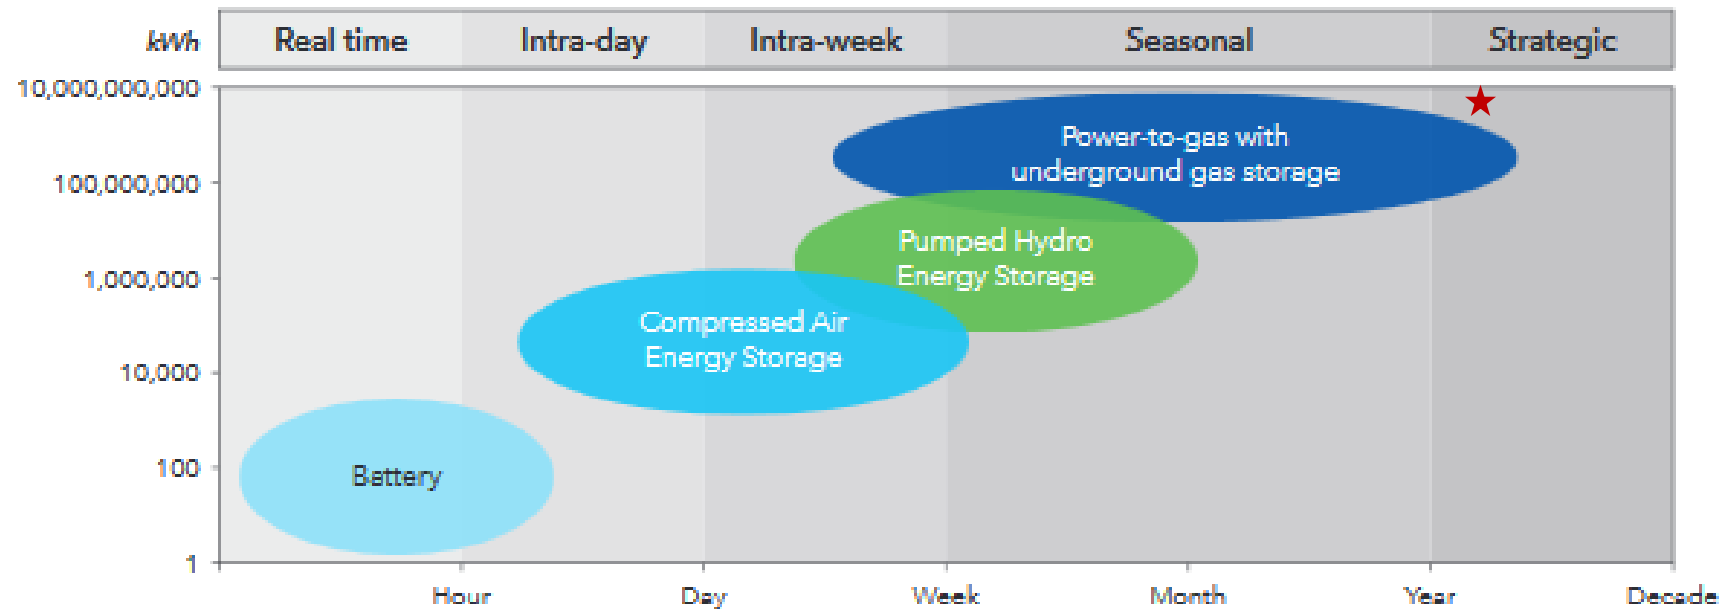 kWh Real time Intra-day Intra-week Seasonal Strategic
10,000,000,000
Power-to-gas with
underground gas storage
100,000,000
Pumped Hydro
Energy Storage
1,000,000
Compressed Air
Energy Storage
10,000
Battery
100
1
Hour Day Week Month Year Decade